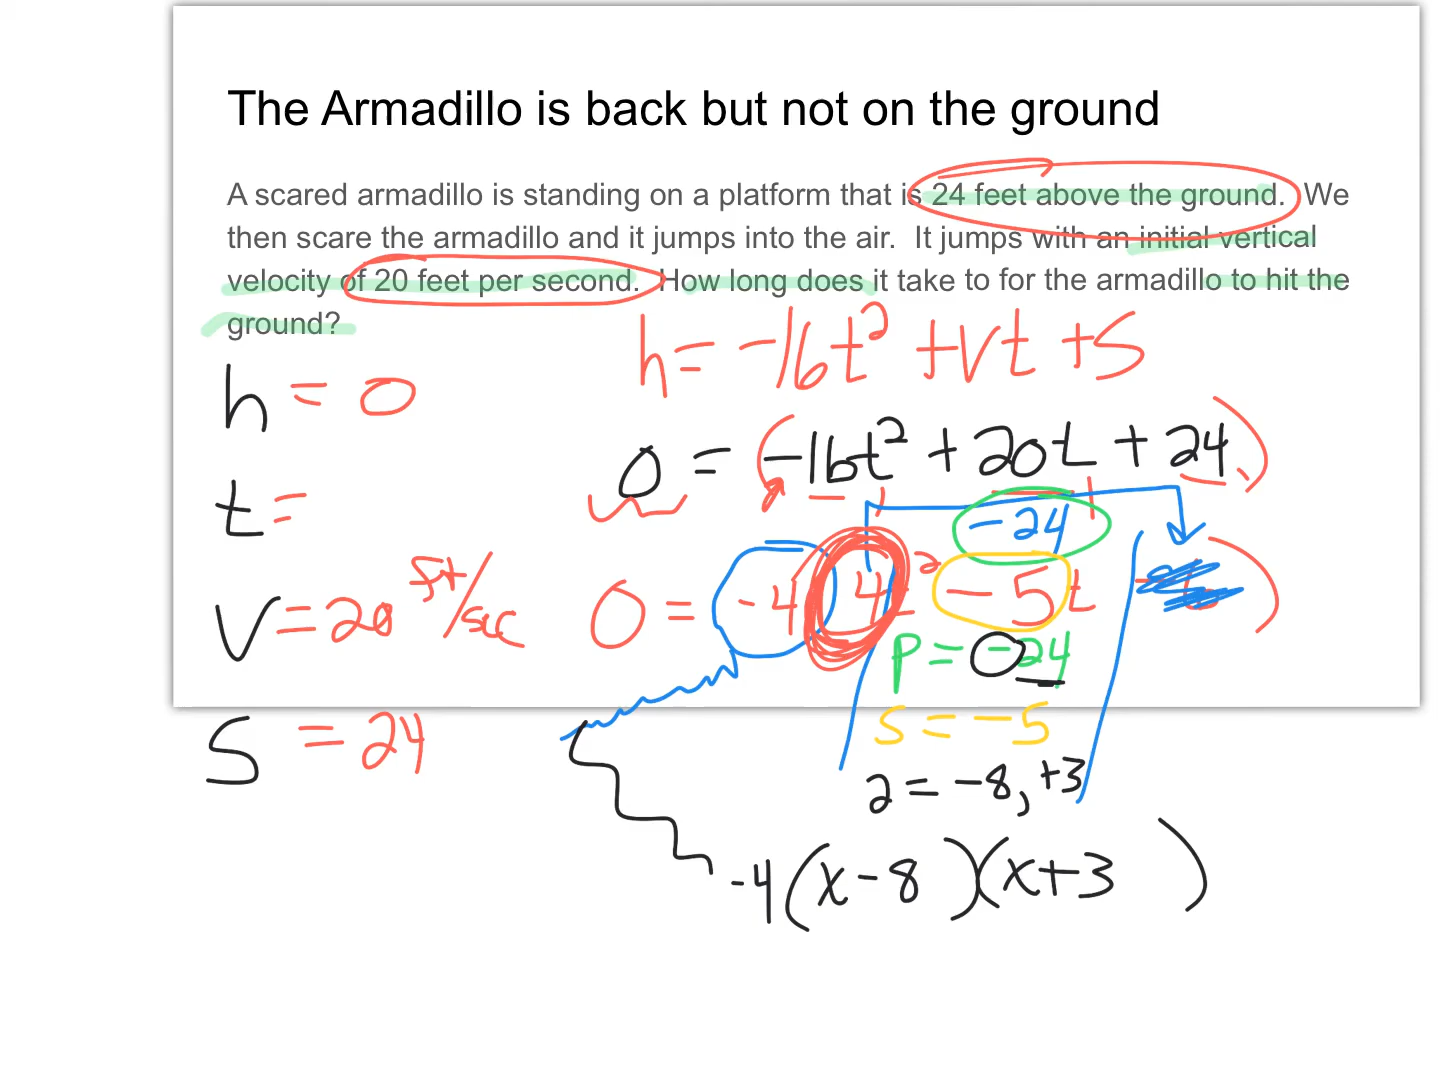 The Armadillo is back but not on the ground
A scared armadillo is standing on a platform that is 24 feet above the ground. We
then scare the armadillo and it jumps into the air. It jumps with an initial vertical
velocity of 20 feet per second. How long does it take to for the armadillo to hit the
ground?
h = -16t² + vt + s
h = 0
0 = (-16t² + 20t + 24)
t =
-24
v = 20 ft/sec
0 = -4(4t² - 5t )
p = -24
s = -5
s = 24
2 = -8, +3
-4(x-8)(x+3 )